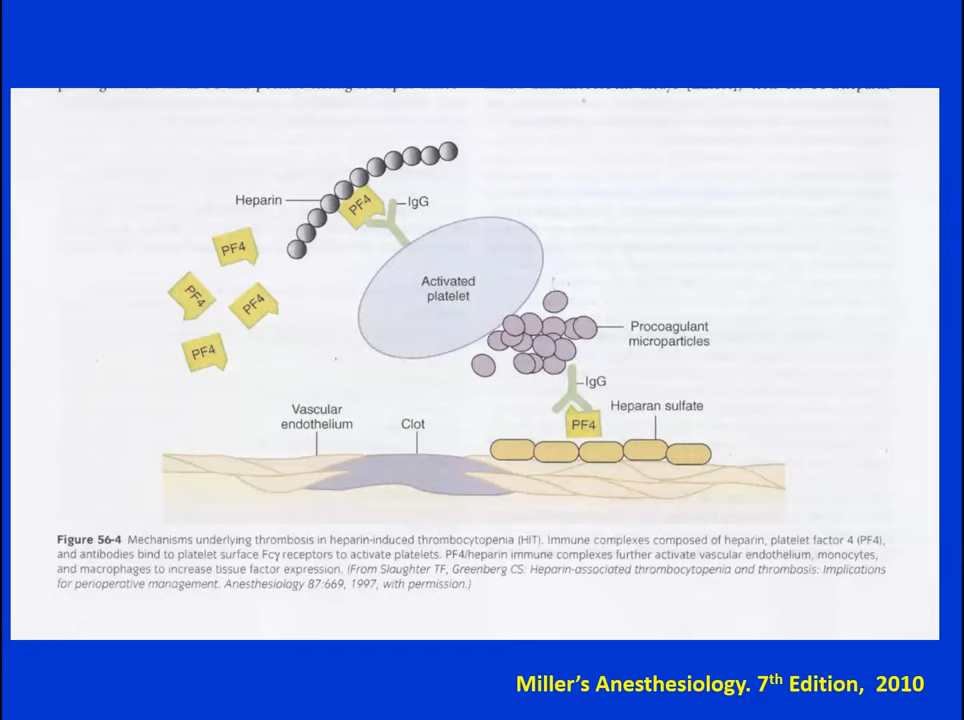 Heparin
PF4
IgG
PF4
PF4
PF4
PF4
Activated
platelet
Procoagulant
microparticles
IgG
Heparan sulfate
PF4
Vascular
endothelium
Clot
Figure 56-4 Mechanisms underlying thrombosis in heparin-induced thrombocytopenia (HIT). Immune complexes composed of heparin, platelet factor 4 (PF4),
and antibodies bind to platelet surface Fcγ receptors to activate platelets. PF4/heparin immune complexes further activate vascular endothelium, monocytes,
and macrophages to increase tissue factor expression. (From Slaughter TF, Greenberg CS: Heparin-associated thrombocytopenia and thrombosis: Implications
for perioperative management. Anesthesiology 87:669, 1997, with permission.)
Miller's Anesthesiology. 7th Edition, 2010